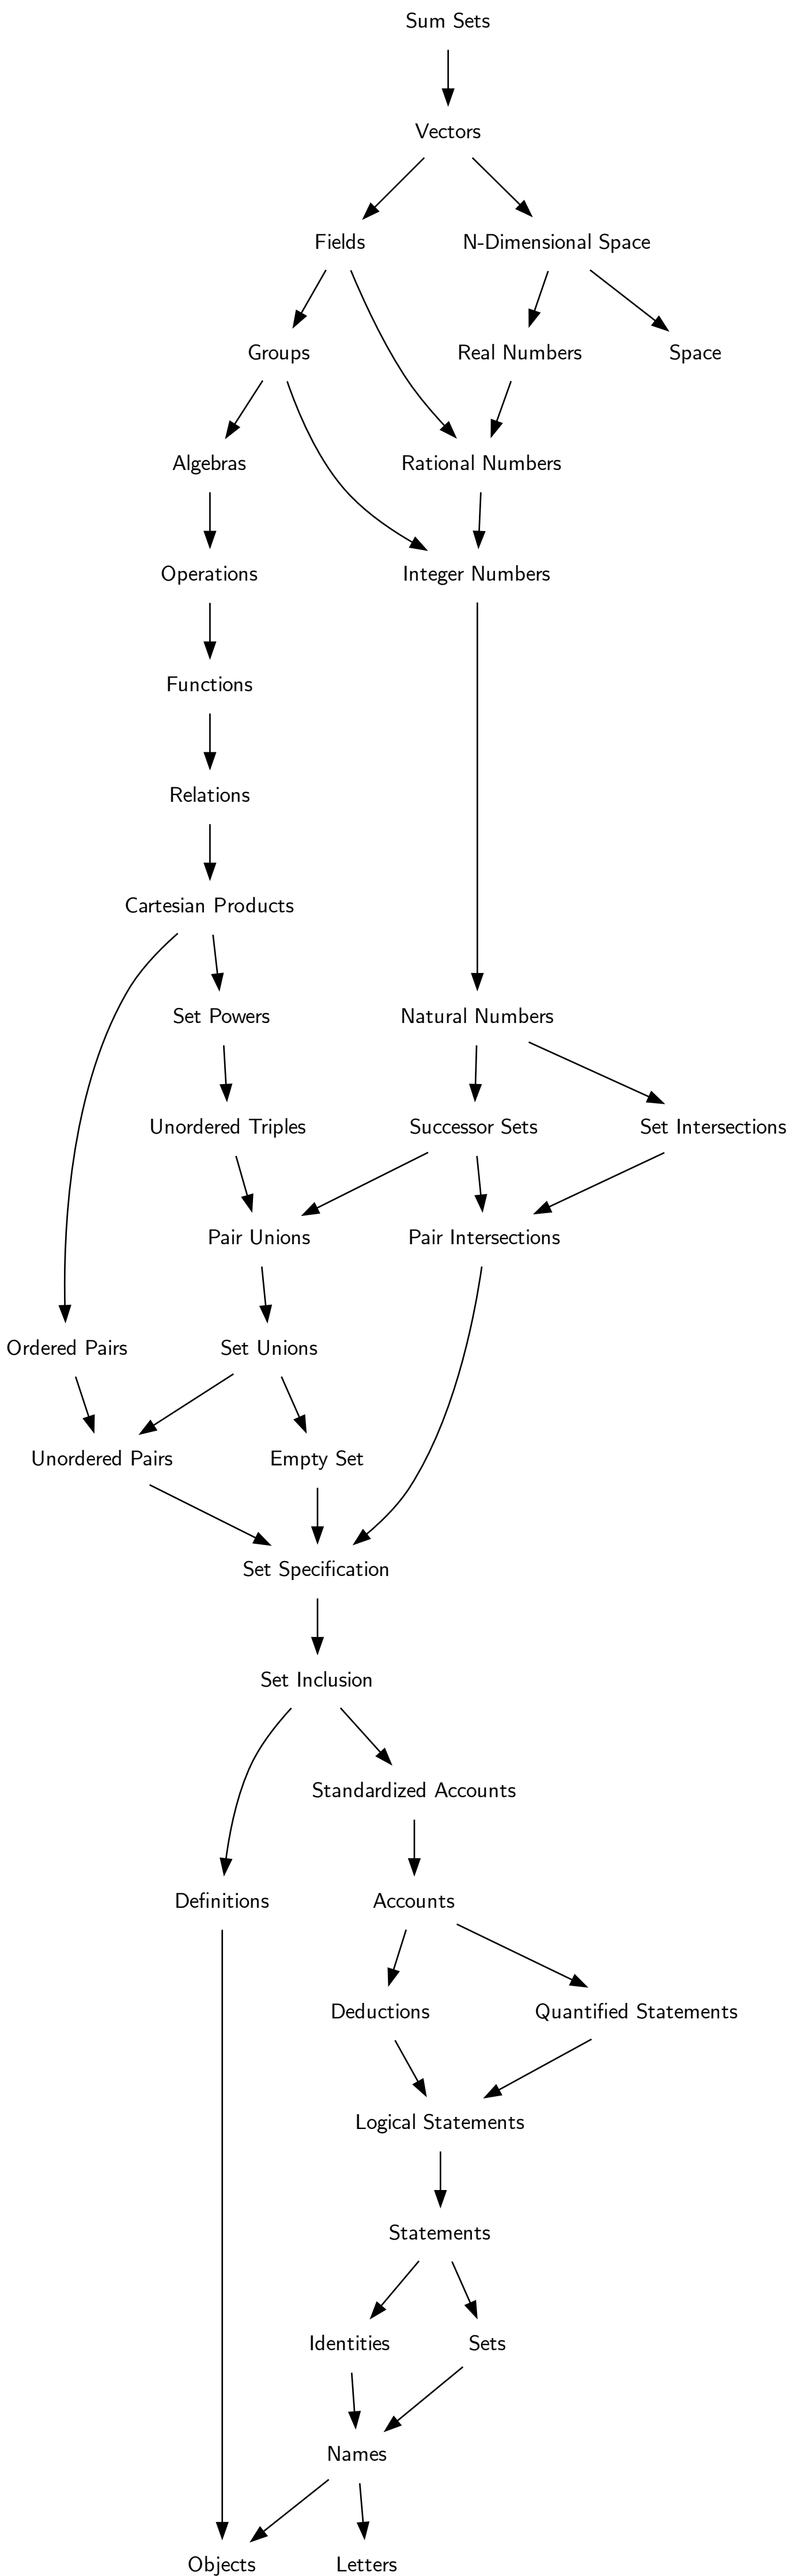 Sum Sets
Vectors
Fields
N-Dimensional Space
Groups
Real Numbers
Space
Algebras
Rational Numbers
Operations
Integer Numbers
Functions
Relations
Cartesian Products
Set Powers
Natural Numbers
Unordered Triples
Successor Sets
Set Intersections
Pair Unions
Pair Intersections
Ordered Pairs
Set Unions
Unordered Pairs
Empty Set
Set Specification
Set Inclusion
Standardized Accounts
Definitions
Accounts
Deductions
Quantified Statements
Logical Statements
Statements
Identities
Sets
Names
Objects
Letters